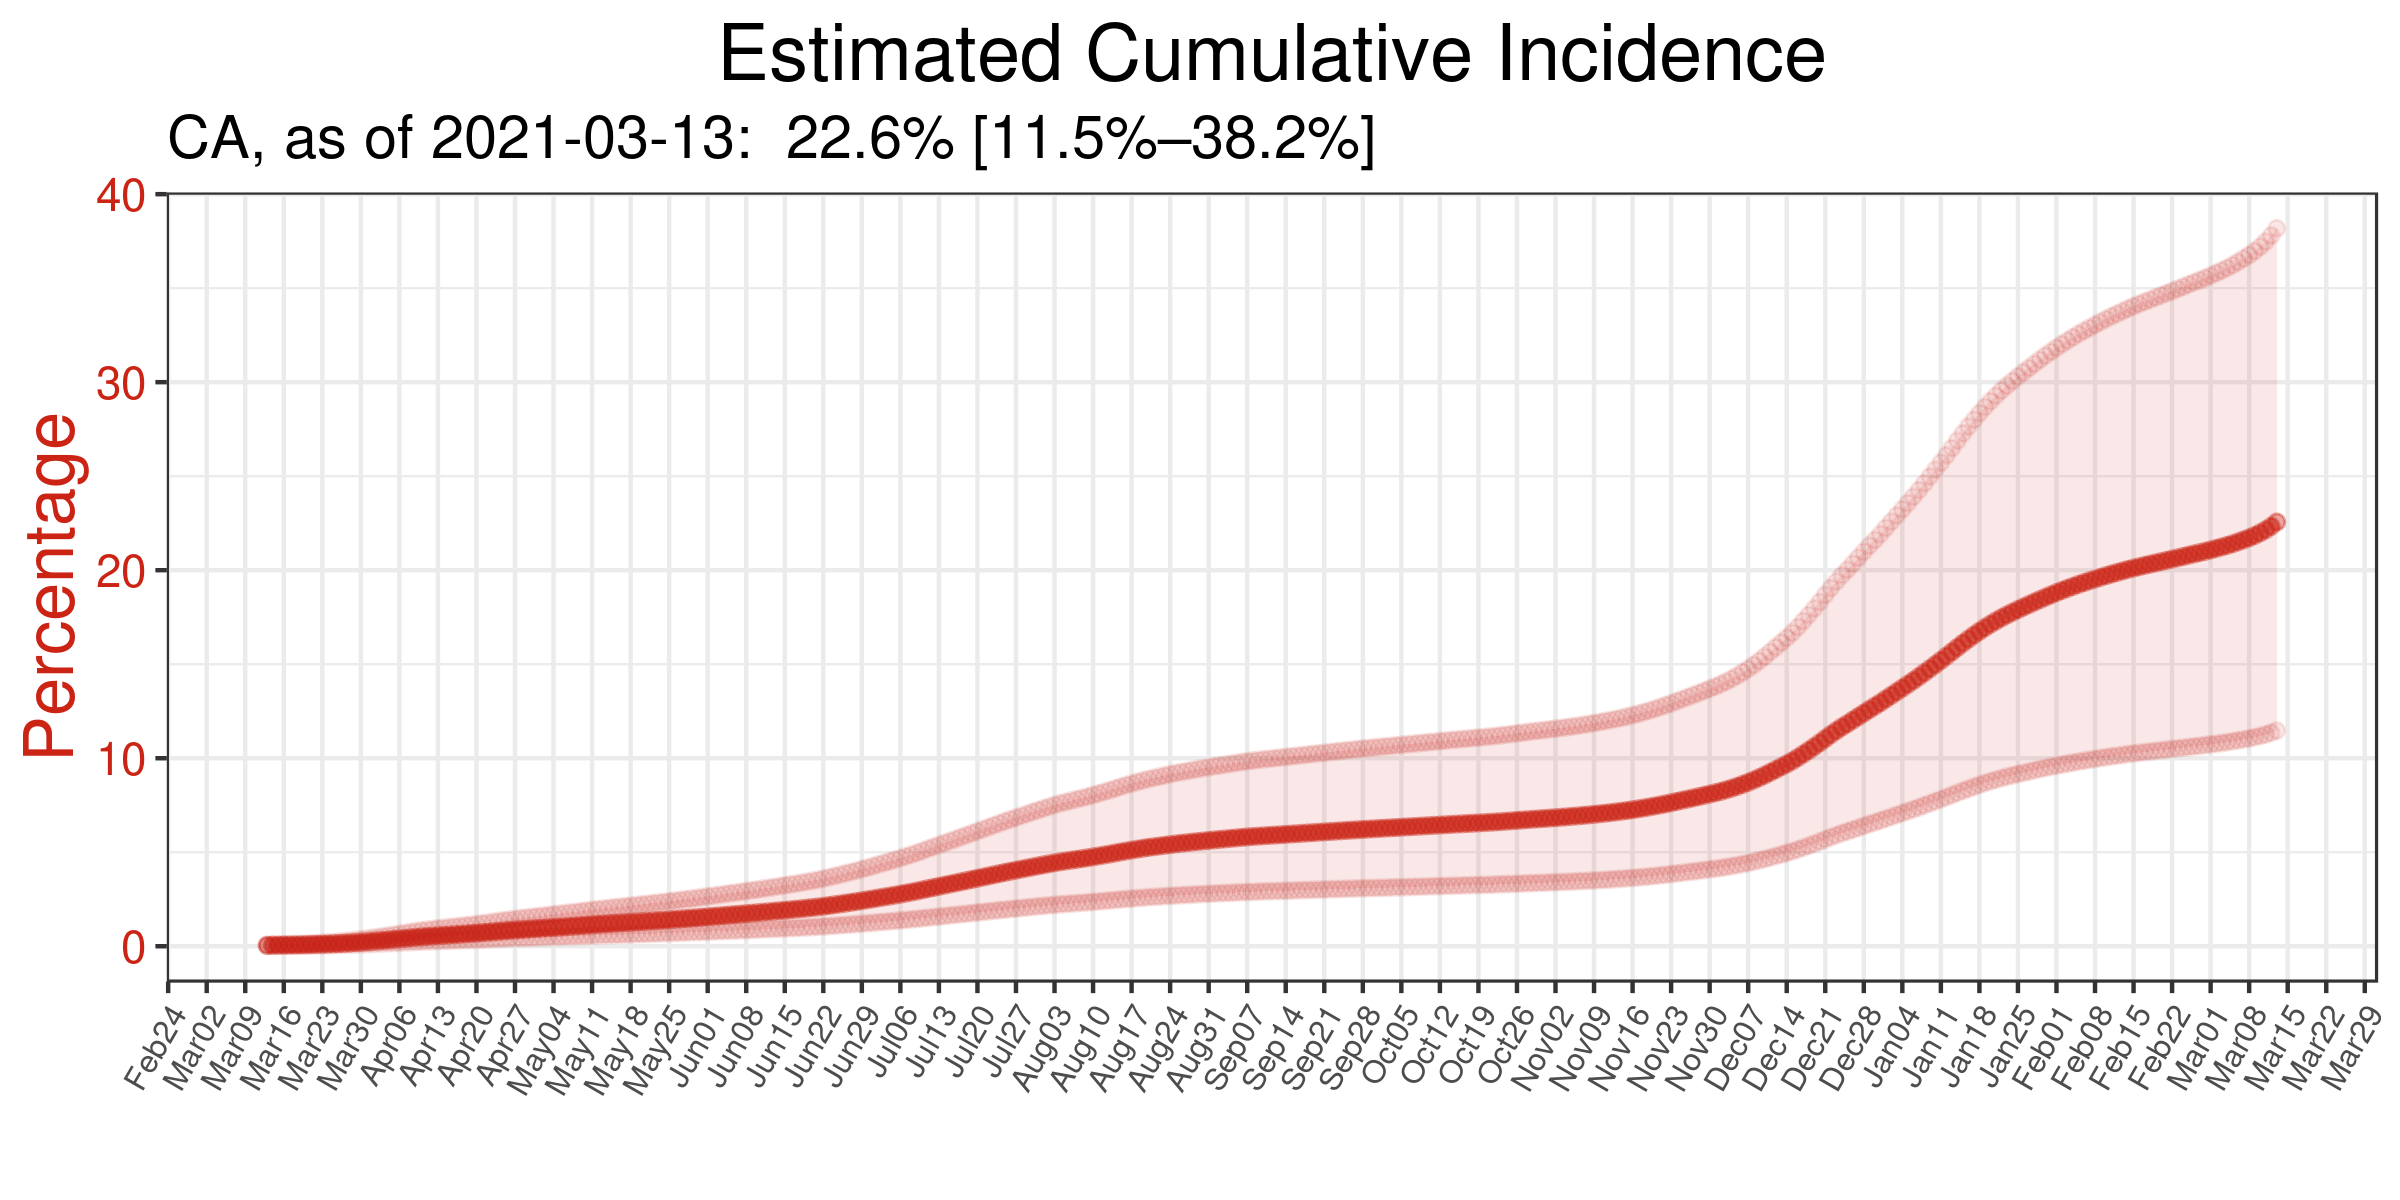 Estimated Cumulative Incidence
CA, as of 2021-03-13:  22.6% [11.5%–38.2%]
Percentage
40
30
20
10
0
Feb24
Mar02
Mar09
Mar16
Mar23
Mar30
Apr06
Apr13
Apr20
Apr27
May04
May11
May18
May25
Jun01
Jun08
Jun15
Jun22
Jun29
Jul06
Jul13
Jul20
Jul27
Aug03
Aug10
Aug17
Aug24
Aug31
Sep07
Sep14
Sep21
Sep28
Oct05
Oct12
Oct19
Oct26
Nov02
Nov09
Nov16
Nov23
Nov30
Dec07
Dec14
Dec21
Dec28
Jan04
Jan11
Jan18
Jan25
Feb01
Feb08
Feb15
Feb22
Mar01
Mar08
Mar15
Mar22
Mar29